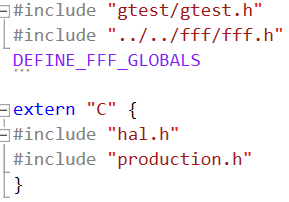 #include "gtest/gtest.h"
#include "../../fff/fff.h"
DEFINE_FFF_GLOBALS
extern "C" {
#include "hal.h"
#include "production.h"
}